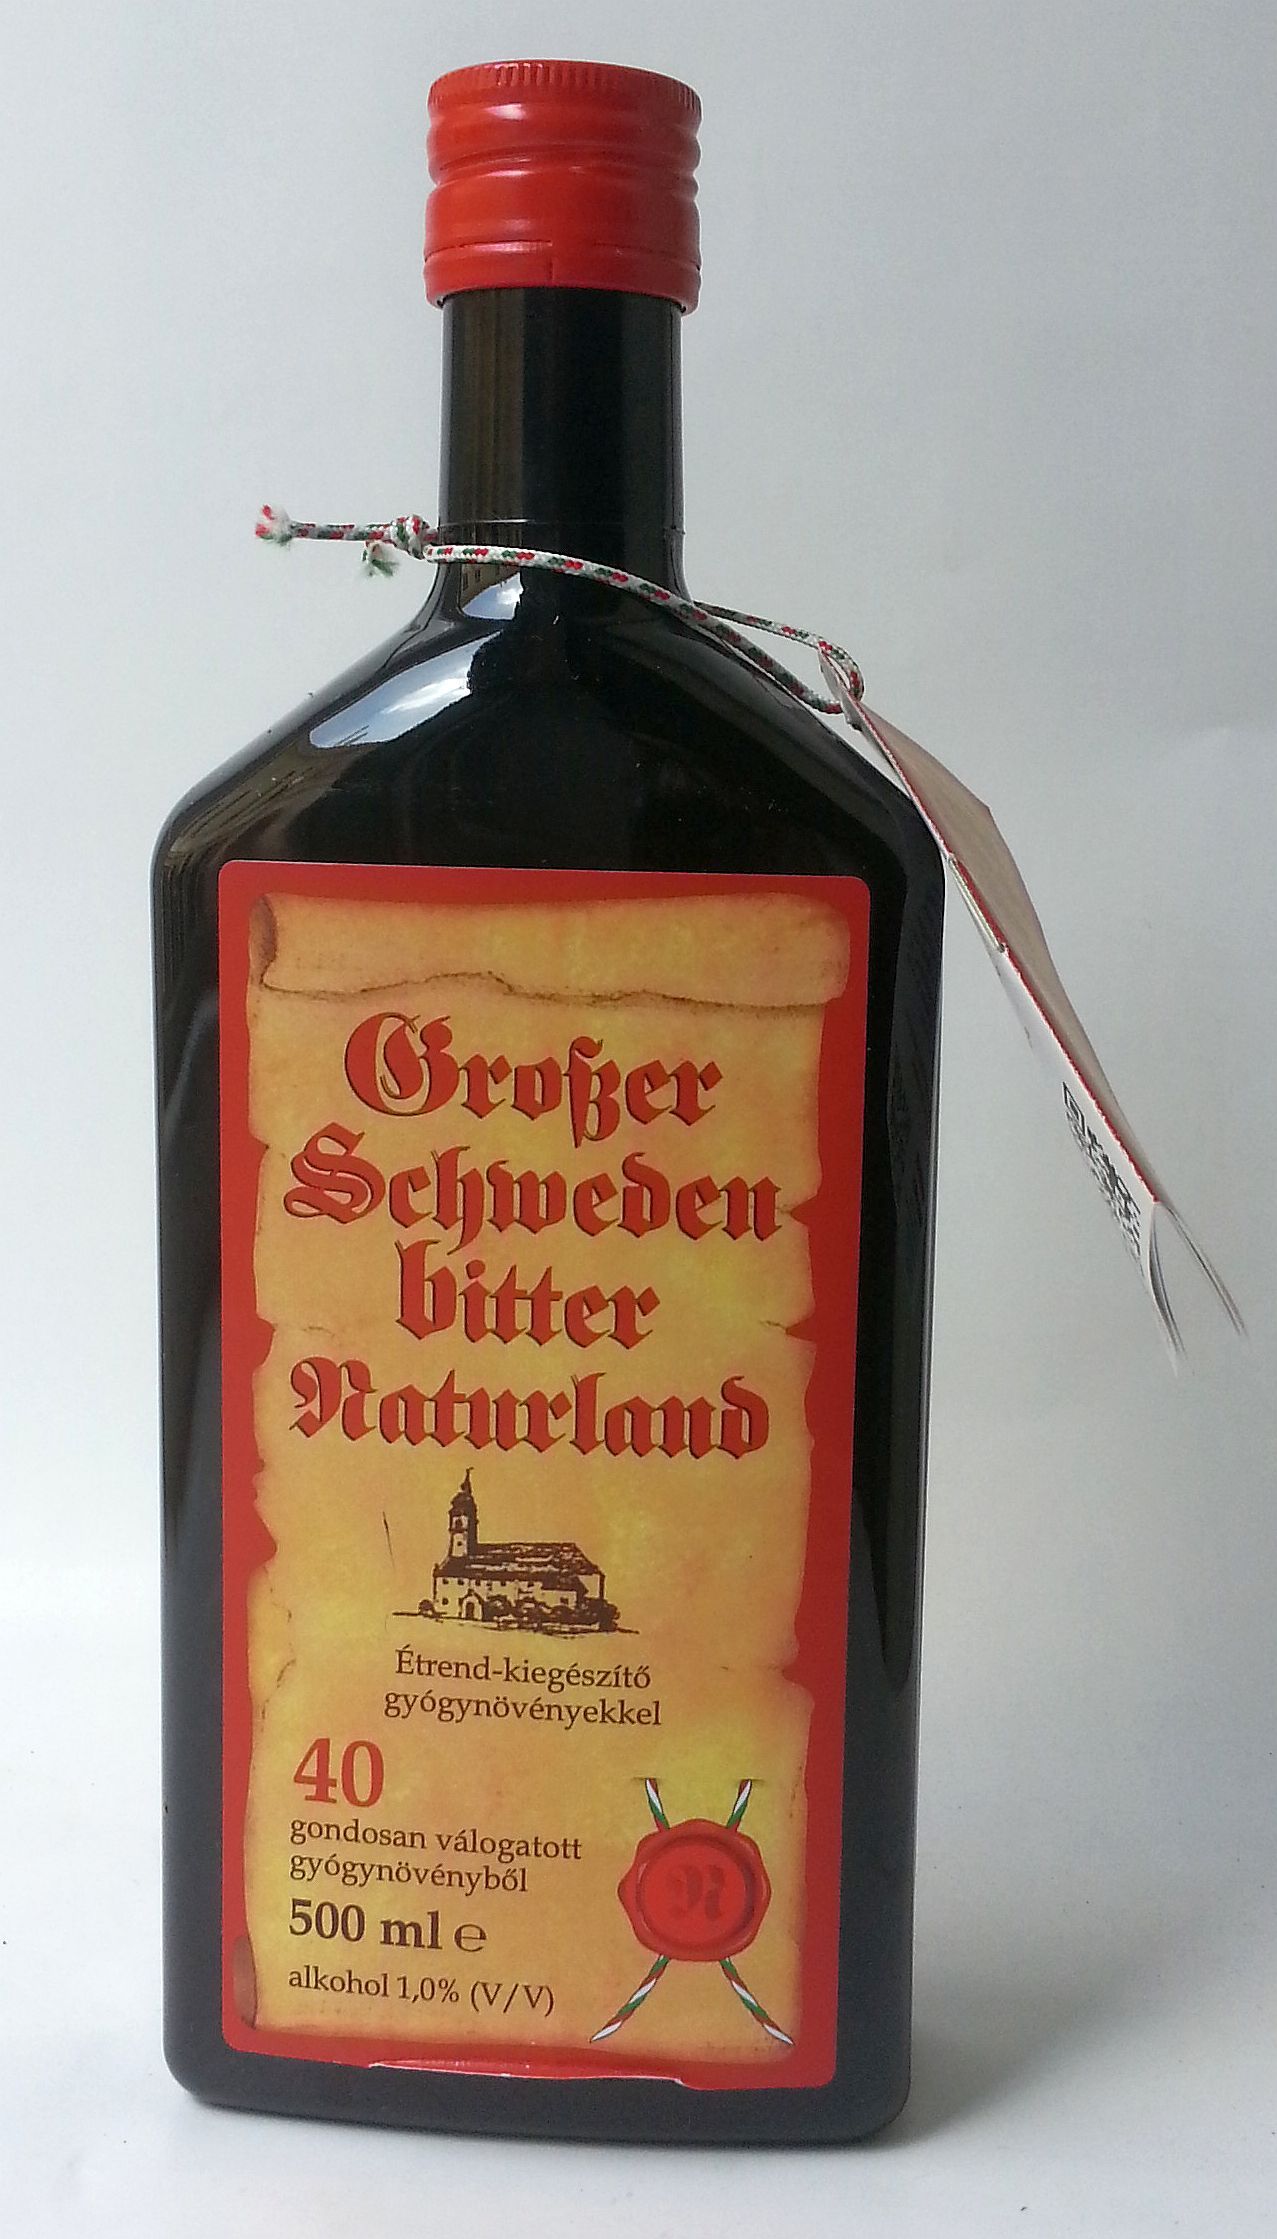 Großer
Schweden
bitter
Naturland
Étrend-kiegészítő
gyógynövényekkel
40
gondosan válogatott
gyógynövényből
500 ml ℮
alkohol 1,0% (V/V)
N